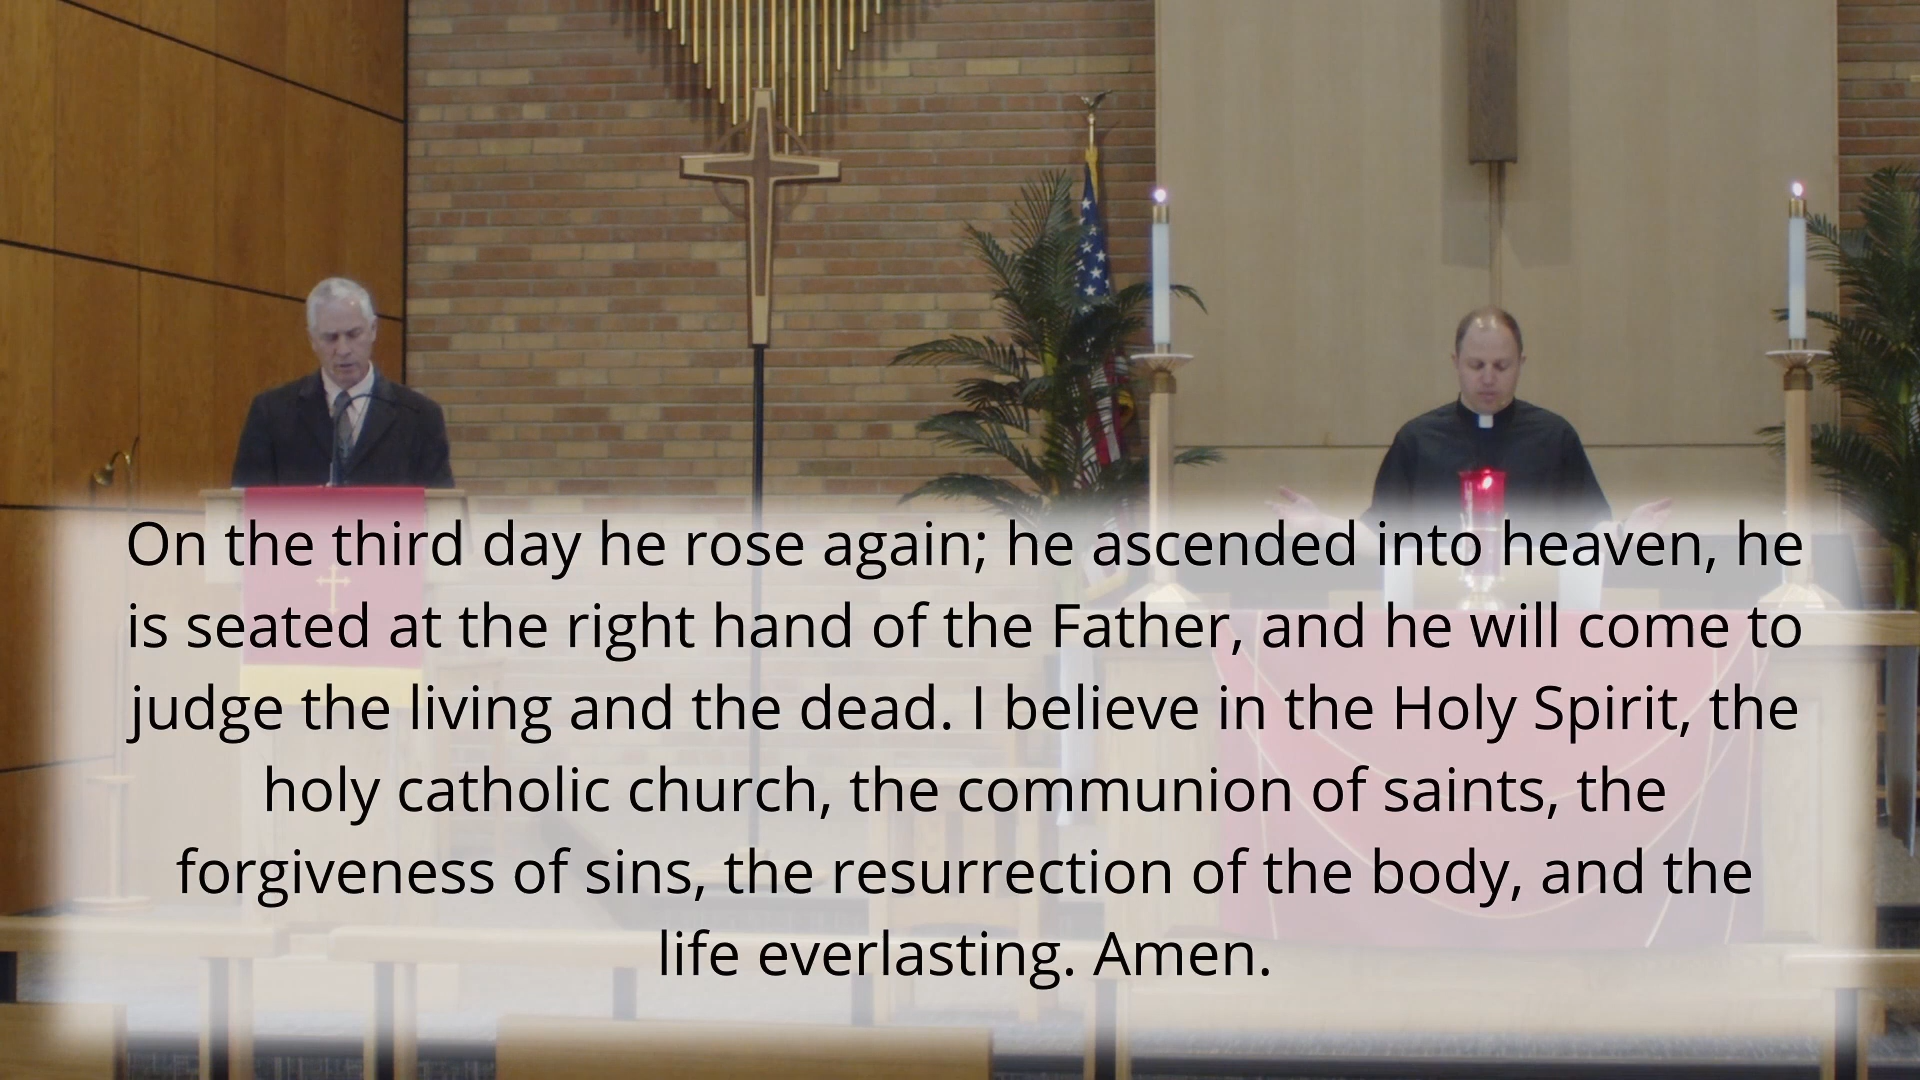 On the third day he rose again; he ascended into heaven, he
is seated at the right hand of the Father, and he will come to
judge the living and the dead. I believe in the Holy Spirit, the
holy catholic church, the communion of saints, the
forgiveness of sins, the resurrection of the body, and the
life everlasting. Amen.